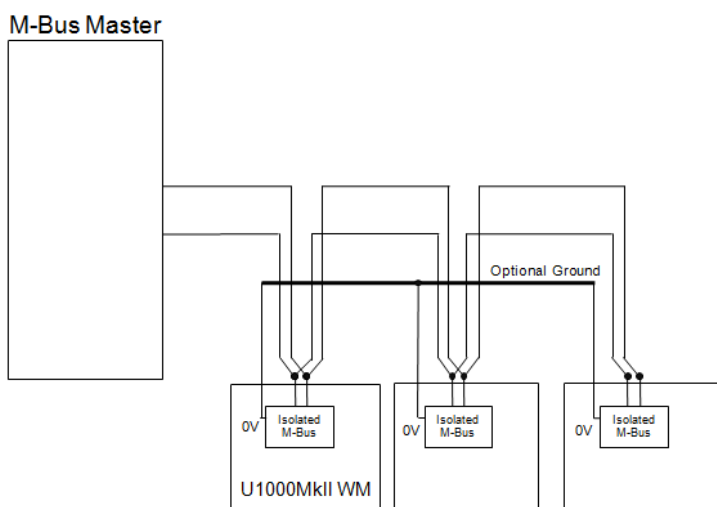 M-Bus Master
Optional Ground
0V
Isolated
M-Bus
0V
Isolated
M-Bus
0V
Isolated
M-Bus
U1000MkII WM